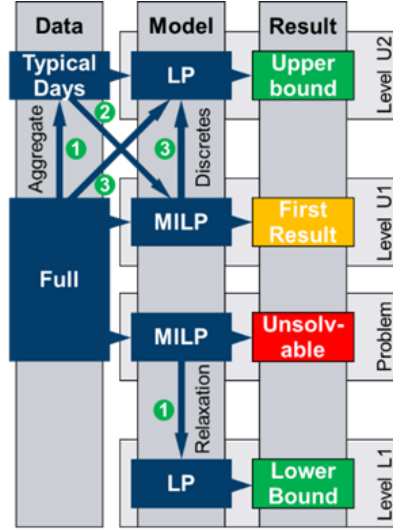 Data
Model
Result
Typical
Days
LP
Upper
bound
Level U2
2
Aggregate
1
3
3
Discretes
Full
MILP
First
Result
Level U1
MILP
Unsolv-
able
Problem
1
Relaxation
LP
Lower
Bound
Level L1